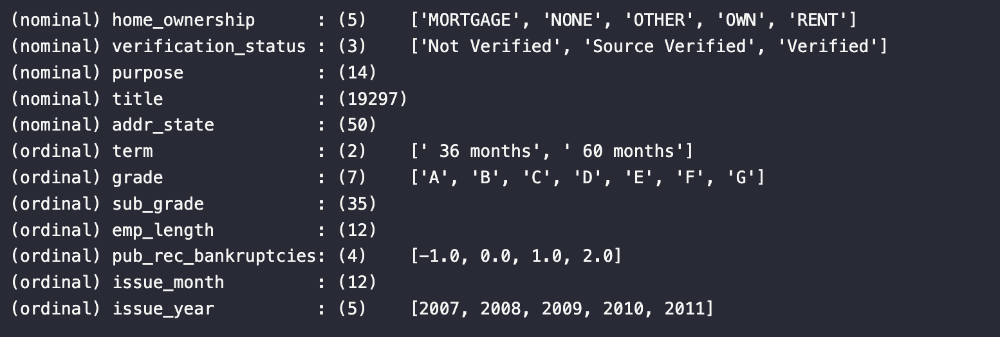 (nominal) home_ownership       : (5)    ['MORTGAGE', 'NONE', 'OTHER', 'OWN', 'RENT']
(nominal) verification_status : (3)    ['Not Verified', 'Source Verified', 'Verified']
(nominal) purpose             : (14)
(nominal) title               : (19297)
(nominal) addr_state          : (50)
(ordinal) term                : (2)    [' 36 months', ' 60 months']
(ordinal) grade               : (7)    ['A', 'B', 'C', 'D', 'E', 'F', 'G']
(ordinal) sub_grade           : (35)
(ordinal) emp_length          : (12)
(ordinal) pub_rec_bankruptcies: (4)    [-1.0, 0.0, 1.0, 2.0]
(ordinal) issue_month         : (12)
(ordinal) issue_year          : (5)    [2007, 2008, 2009, 2010, 2011]